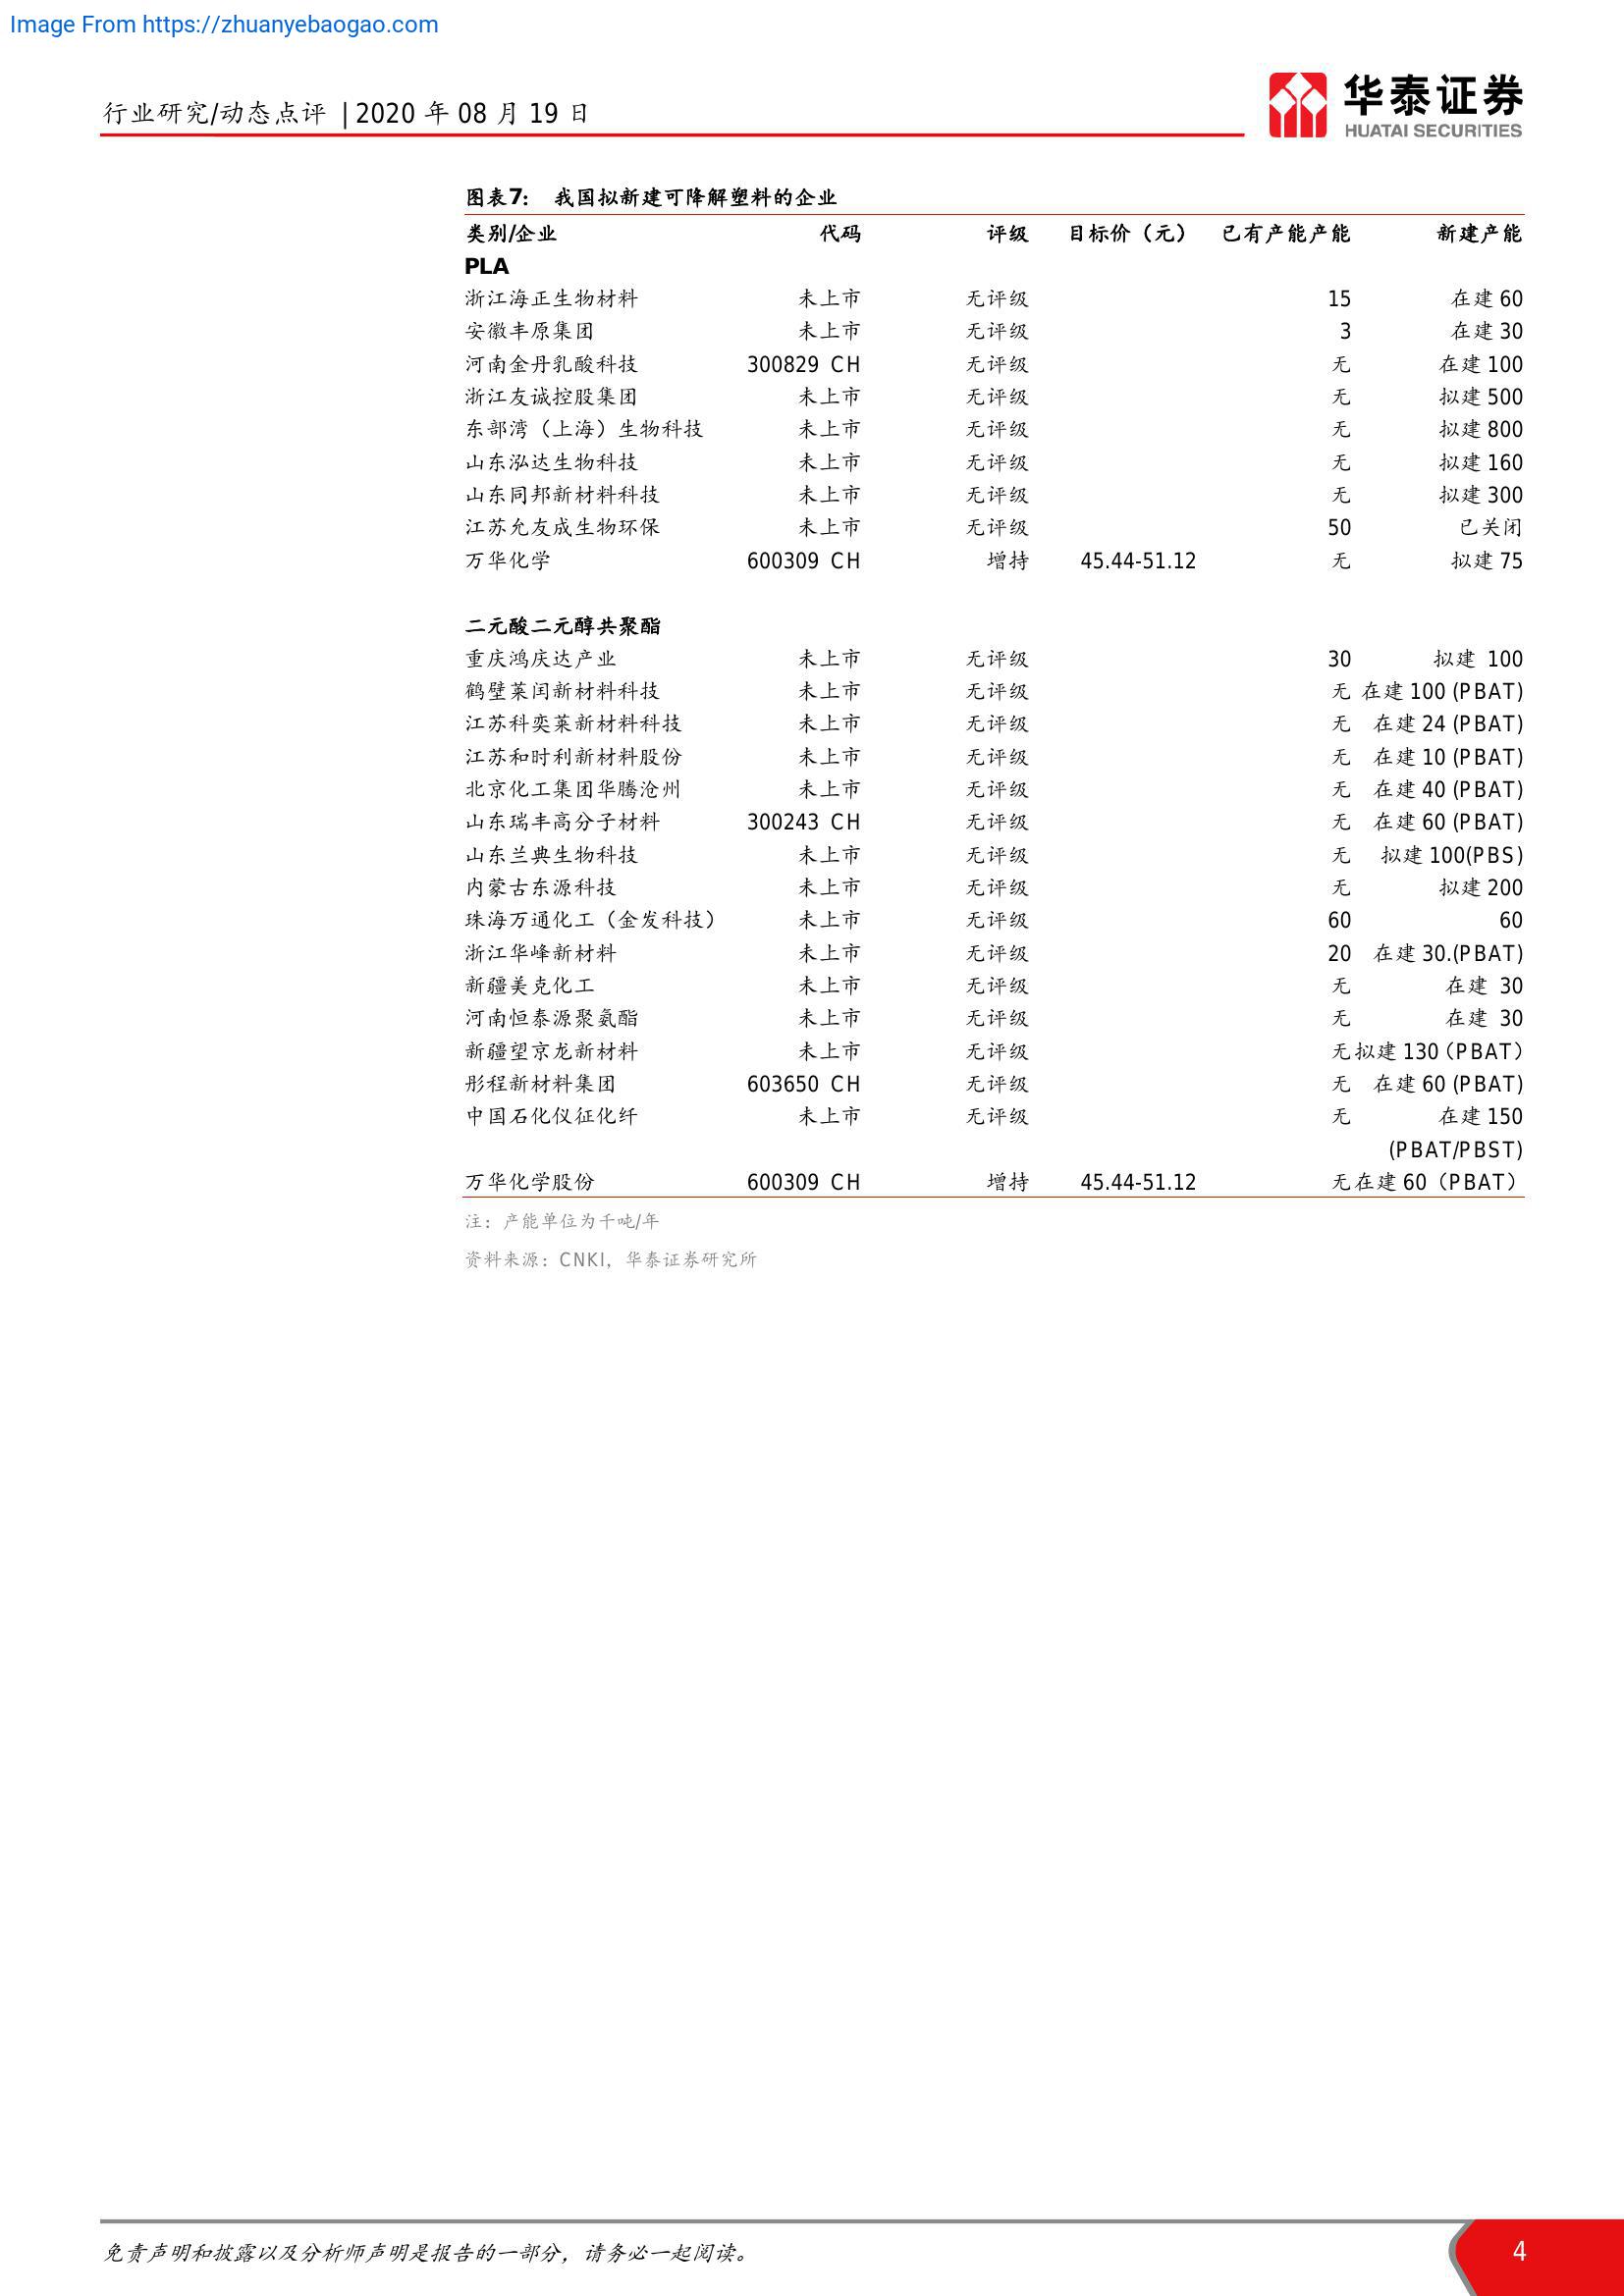 Image From https://zhuanyebaogao.com
行业研究/动态点评 | 2020 年 08 月 19 日
华泰证券
HUATAI SECURITIES
图表7: 我国拟新建可降解塑料的企业
类别/企业 代码 评级 目标价（元） 已有产能产能 新建产能
PLA
浙江海正生物材料 未上市 无评级 15 在建 60
安徽丰原集团 未上市 无评级 3 在建 30
河南金丹乳酸科技 300829 CH 无评级 无 在建 100
浙江友诚控股集团 未上市 无评级 无 拟建 500
东部湾（上海）生物科技 未上市 无评级 无 拟建 800
山东泓达生物科技 未上市 无评级 无 拟建 160
山东同邦新材料科技 未上市 无评级 无 拟建 300
江苏允友成生物环保 未上市 无评级 50 已关闭
万华化学 600309 CH 增持 45.44-51.12 无 拟建 75
二元酸二元醇共聚酯
重庆鸿庆达产业 未上市 无评级 30 拟建 100
鹤壁莱闰新材料科技 未上市 无评级 无 在建 100 (PBAT)
江苏科奕莱新材料科技 未上市 无评级 无 在建 24 (PBAT)
江苏和时利新材料股份 未上市 无评级 无 在建 10 (PBAT)
北京化工集团华腾沧州 未上市 无评级 无 在建 40 (PBAT)
山东瑞丰高分子材料 300243 CH 无评级 无 在建 60 (PBAT)
山东兰典生物科技 未上市 无评级 无 拟建 100(PBS)
内蒙古东源科技 未上市 无评级 无 拟建 200
珠海万通化工（金发科技） 未上市 无评级 60 60
浙江华峰新材料 未上市 无评级 20 在建 30.(PBAT)
新疆美克化工 未上市 无评级 无 在建 30
河南恒泰源聚氨酯 未上市 无评级 无 在建 30
新疆望京龙新材料 未上市 无评级 无 拟建 130（PBAT）
彤程新材料集团 603650 CH 无评级 无 在建 60 (PBAT)
中国石化仪征化纤 未上市 无评级 无 在建 150
(PBAT/PBST)
万华化学股份 600309 CH 增持 45.44-51.12 无 在建 60（PBAT）
注：产能单位为千吨/年
资料来源：CNKI，华泰证券研究所
免责声明和披露以及分析师声明是报告的一部分，请务必一起阅读。
4